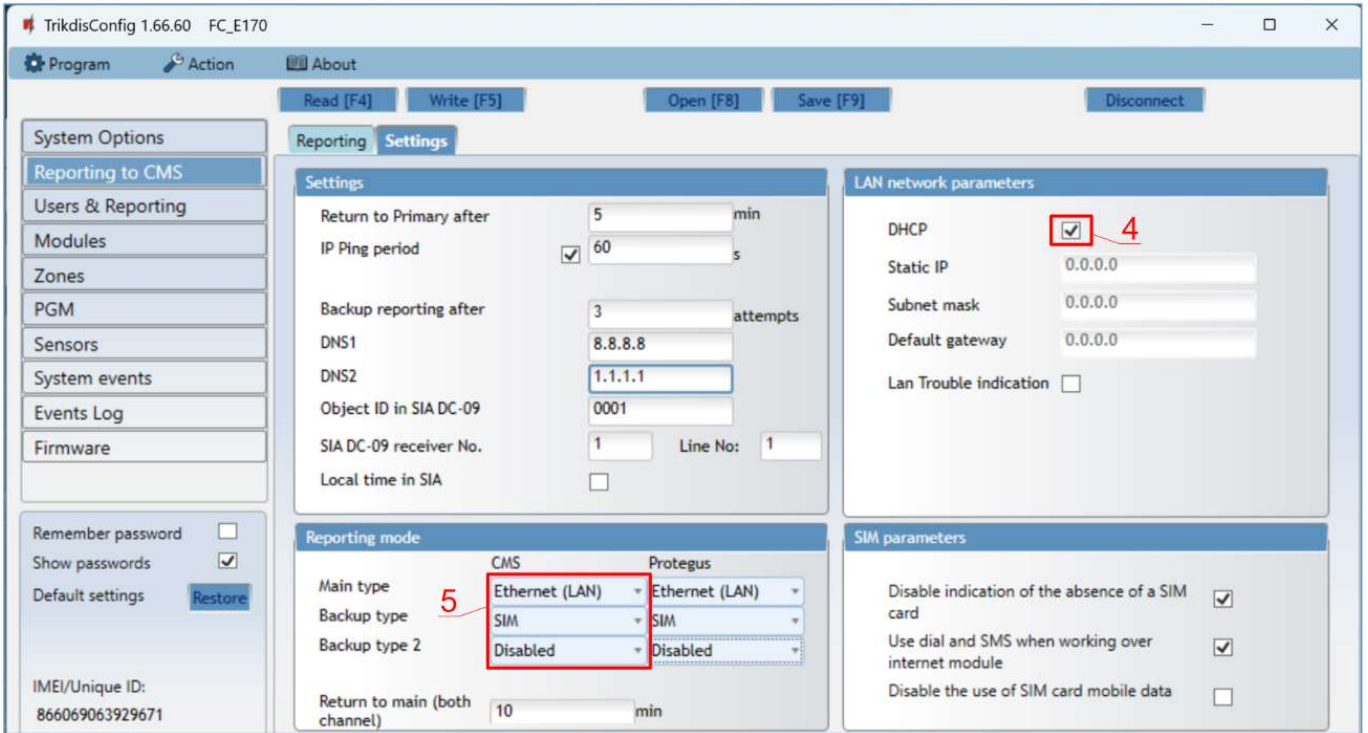 TrikdisConfig 1.66.60 FC_E170
Program Action About
Read [F4] Write [F5] Open [F8] Save [F9] Disconnect
System Options
Reporting to CMS
Users & Reporting
Modules
Zones
PGM
Sensors
System events
Events Log
Firmware
Remember password
Show passwords
Default settings Restore
IMEI/Unique ID:
866069063929671
Reporting Settings
Settings
Return to Primary after 5 min
IP Ping period 60 s
Backup reporting after 3 attempts
DNS1 8.8.8.8
DNS2 1.1.1.1
Object ID in SIA DC-09 0001
SIA DC-09 receiver No. 1 Line No: 1
Local time in SIA
LAN network parameters
DHCP 4
Static IP 0.0.0.0
Subnet mask 0.0.0.0
Default gateway 0.0.0.0
Lan Trouble indication
Reporting mode
CMS Protegus
Main type Ethernet (LAN) Ethernet (LAN)
5
Backup type SIM SIM
Backup type 2 Disabled Disabled
Return to main (both
channel) 10 min
SIM parameters
Disable indication of the absence of a SIM
card
Use dial and SMS when working over
internet module
Disable the use of SIM card mobile data